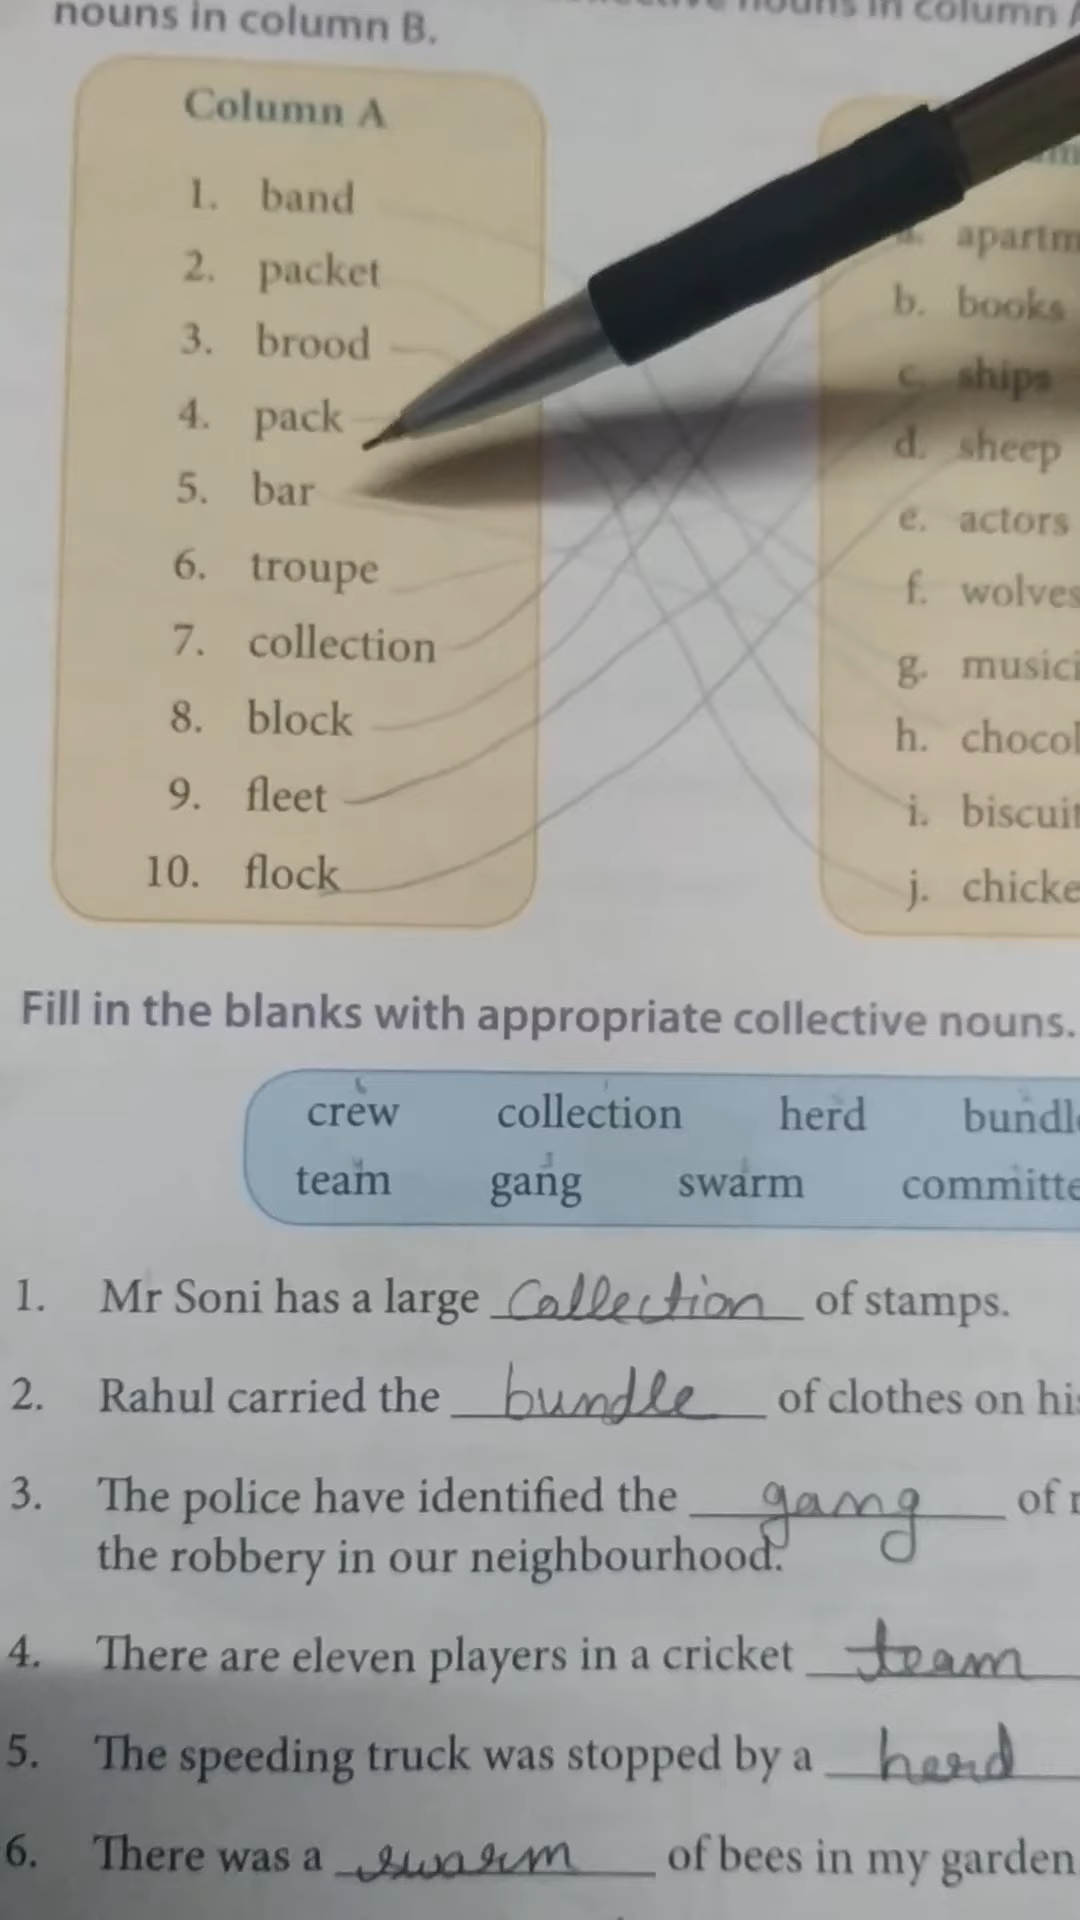 nouns in column B.
nouns in column
Column A
1. band
2. packet
3. brood
4. pack
5. bar
6. troupe
7. collection
8. block
9. fleet
10. flock
b. books
c. ships
d. sheep
e. actors
f. wolves
g.
h.
i.
j.
Fill in the blanks with appropriate collective nouns.
crew collection herd
team gang swarm
1. Mr Soni has a large collection of stamps.
2. Rahul carried the bundle of clothes on
3. The police have identified the gang of
the robbery in our neighbourhood.
4. There are eleven players in a cricket team
5. The speeding truck was stopped by a herd
6. There was a swarm of bees in my garden